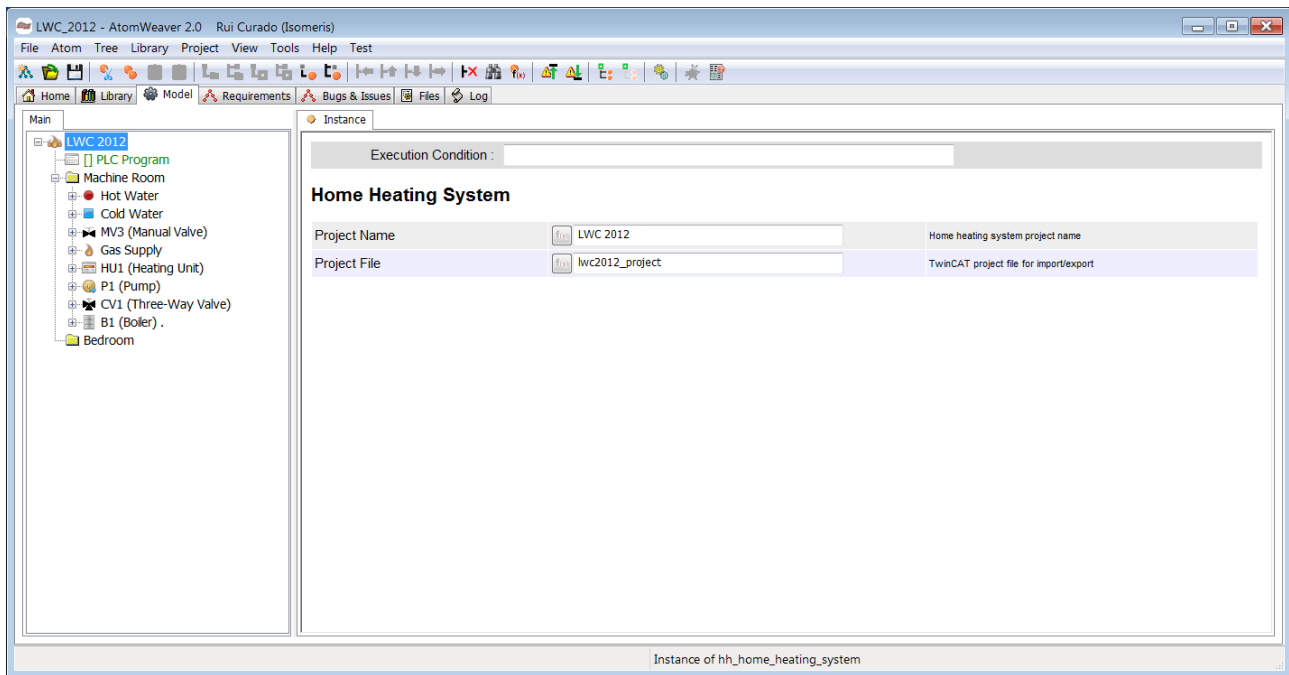 LWC_2012 - AtomWeaver 2.0 Rui Curado (Isomeris)
File Atom Tree Library Project View Tools Help Test
Home Library Model Requirements Bugs & Issues Files Log
Main
LWC 2012
[] PLC Program
Machine Room
Hot Water
Cold Water
MV3 (Manual Valve)
Gas Supply
HU1 (Heating Unit)
P1 (Pump)
CV1 (Three-Way Valve)
B1 (Boiler) .
Bedroom
Instance
Execution Condition :
Home Heating System
Project Name f(x) LWC 2012 Home heating system project name
Project File f(x) lwc2012_project TwinCAT project file for import/export
Instance of hh_home_heating_system